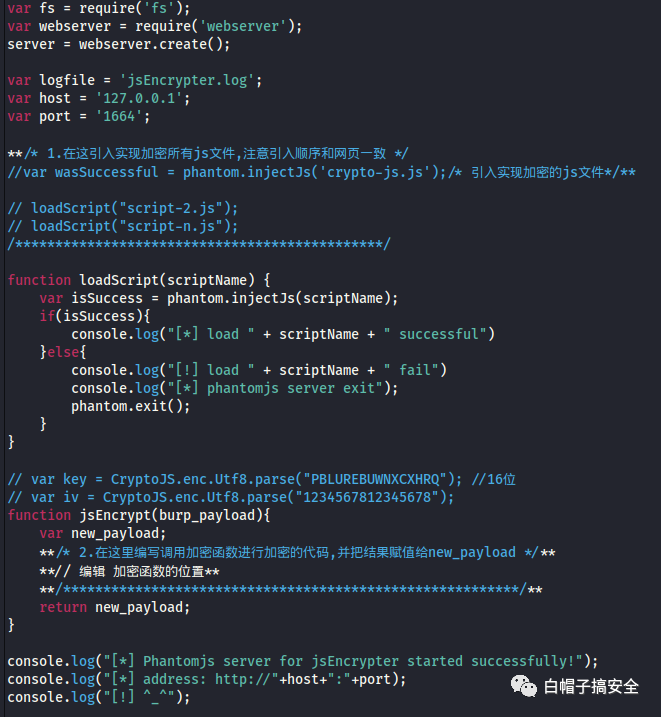 var fs = require('fs');
var webserver = require('webserver');
server = webserver.create();
var logfile = 'jsEncrypter.log';
var host = '127.0.0.1';
var port = '1664';
**/* 1.在这引入实现加密所有js文件,注意引入顺序和网页一致 */
//var wasSuccessful = phantom.injectJs('crypto-js.js');/* 引入实现加密的js文件*/**
// loadScript("script-2.js");
// loadScript("script-n.js");
/**********************************************/
function loadScript(scriptName) {
    var isSuccess = phantom.injectJs(scriptName);
    if(isSuccess){
        console.log("[*] load " + scriptName + " successful")
    }else{
        console.log("[!] load " + scriptName + " fail")
        console.log("[*] phantomjs server exit");
        phantom.exit();
    }
}
// var key = CryptoJS.enc.Utf8.parse("PBLUREBUWNXCXHRQ"); //16位
// var iv = CryptoJS.enc.Utf8.parse("1234567812345678");
function jsEncrypt(burp_payload){
    var new_payload;
    **/* 2.在这里编写调用加密函数进行加密的代码,并把结果赋值给new_payload */**
    **// 编辑 加密函数的位置**
    **/*********************************************************/**
    return new_payload;
}
console.log("[*] Phantomjs server for jsEncrypter started successfully!");
console.log("[*] address: http://"+host+":"+port);
console.log("[!] ^_^");
白帽子搞安全